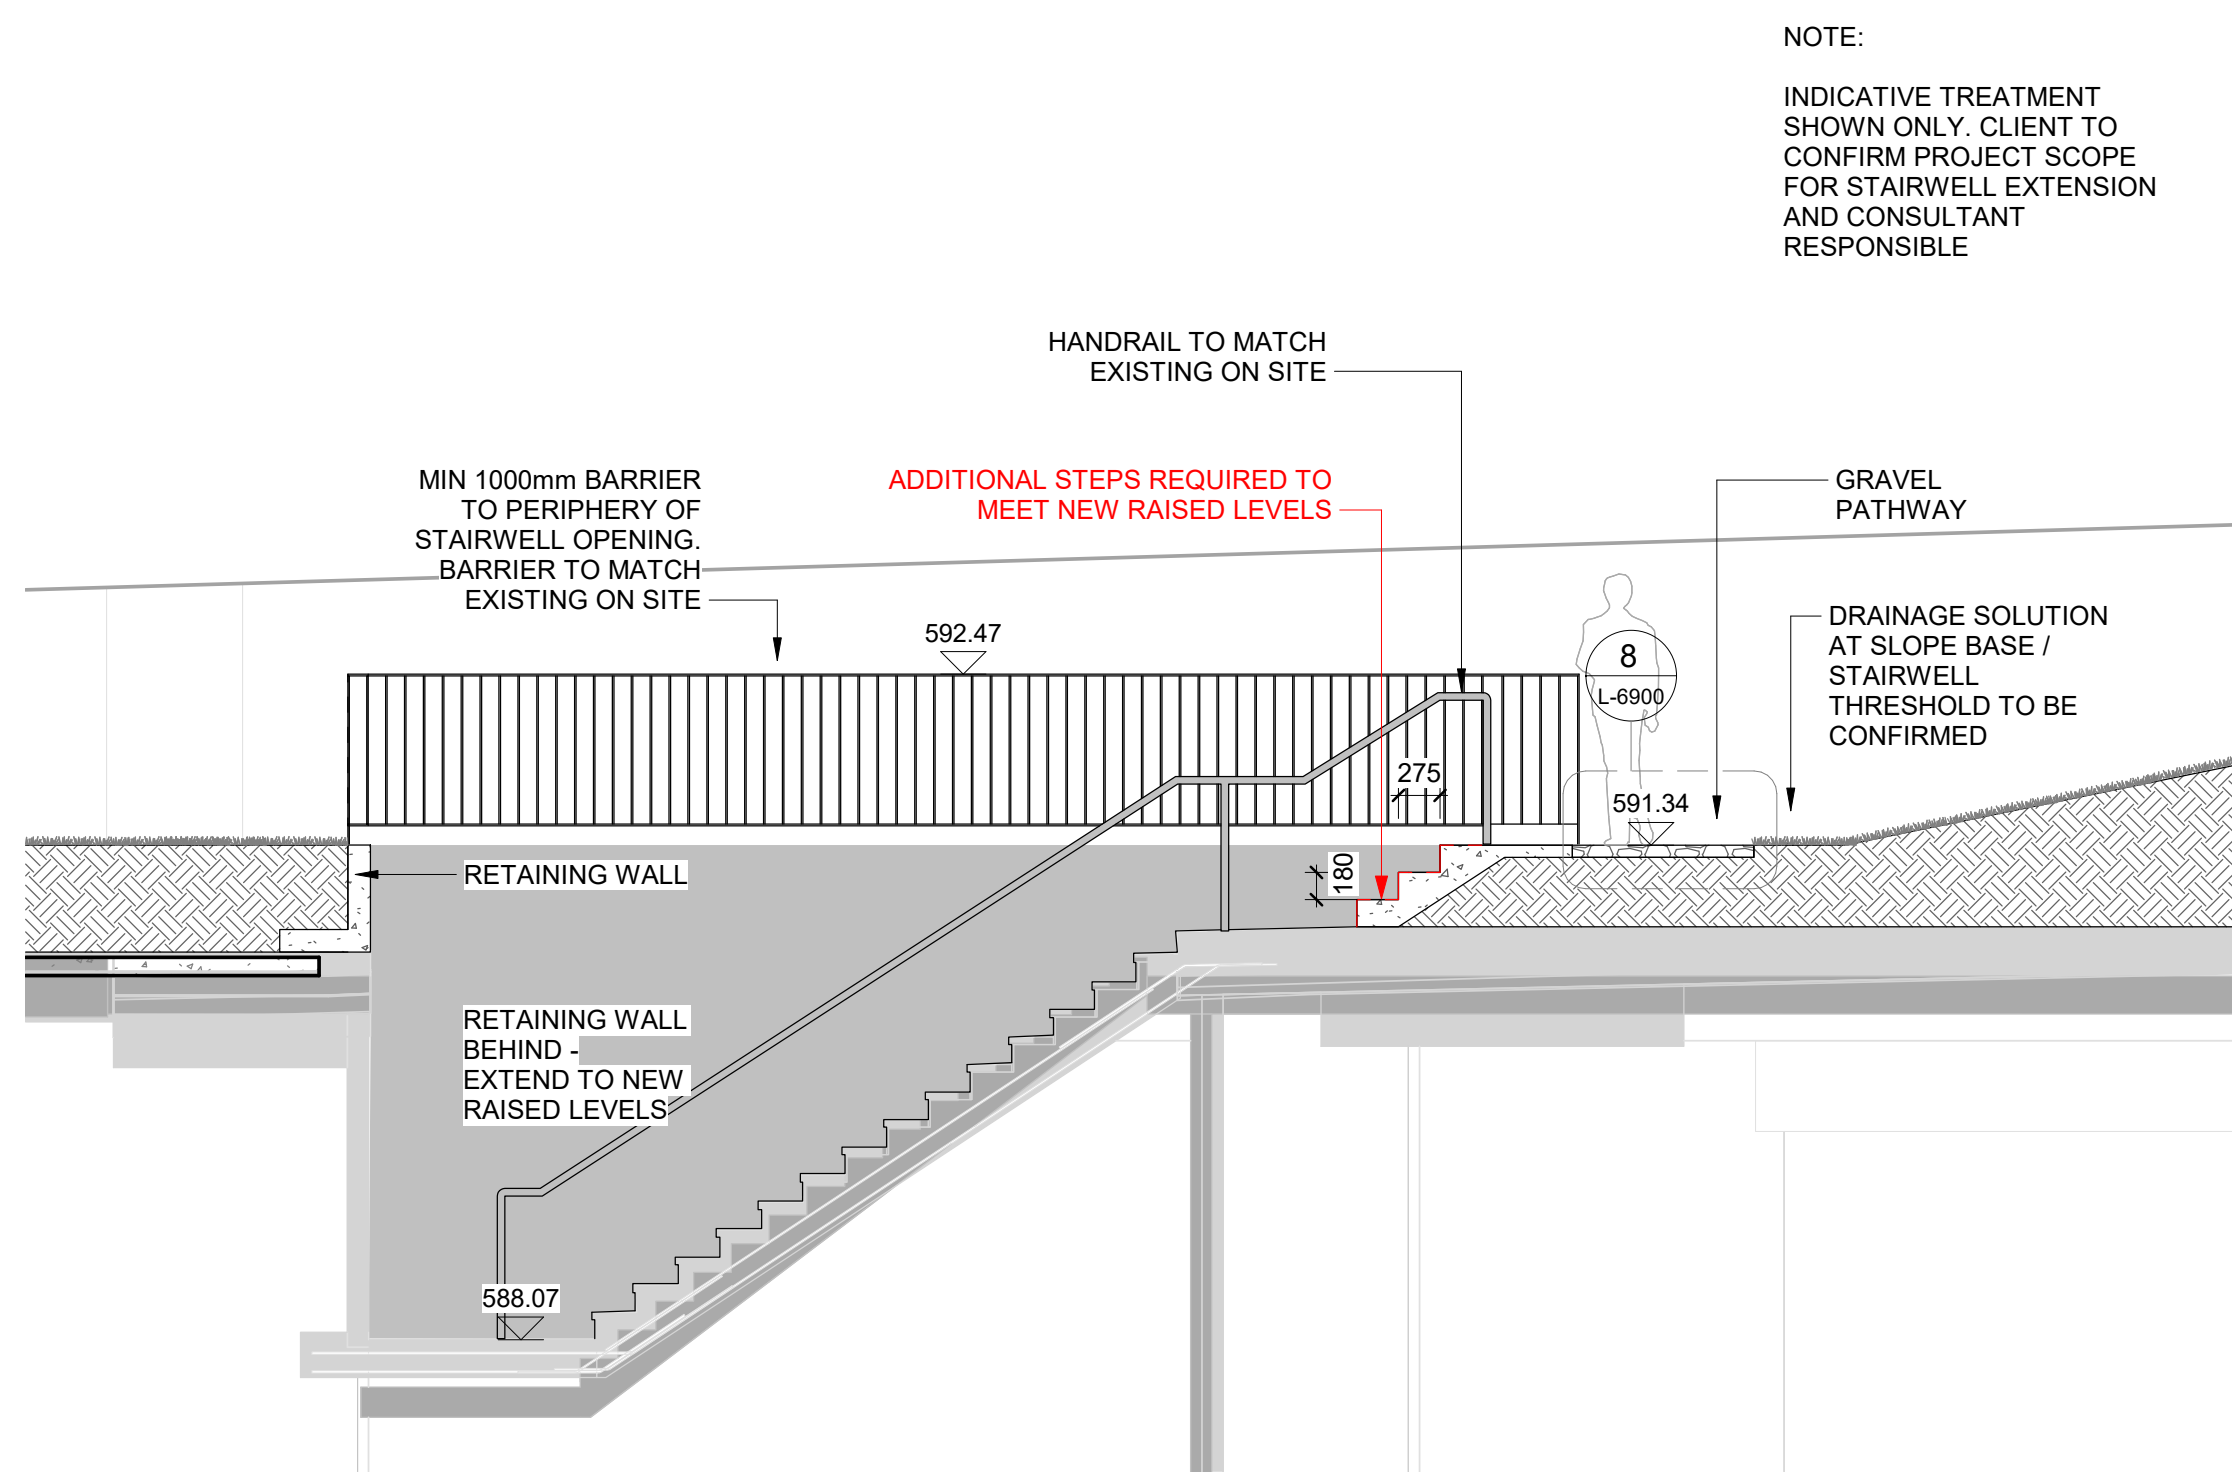 NOTE:
INDICATIVE TREATMENT
SHOWN ONLY. CLIENT TO
CONFIRM PROJECT SCOPE
FOR STAIRWELL EXTENSION
AND CONSULTANT
RESPONSIBLE
HANDRAIL TO MATCH
EXISTING ON SITE
MIN 1000mm BARRIER
TO PERIPHERY OF
STAIRWELL OPENING.
BARRIER TO MATCH
EXISTING ON SITE
ADDITIONAL STEPS REQUIRED TO
MEET NEW RAISED LEVELS
GRAVEL
PATHWAY
DRAINAGE SOLUTION
AT SLOPE BASE /
STAIRWELL
THRESHOLD TO BE
CONFIRMED
592.47
8
L-6900
275
591.34
180
RETAINING WALL
RETAINING WALL
BEHIND -
EXTEND TO NEW
RAISED LEVELS
588.07